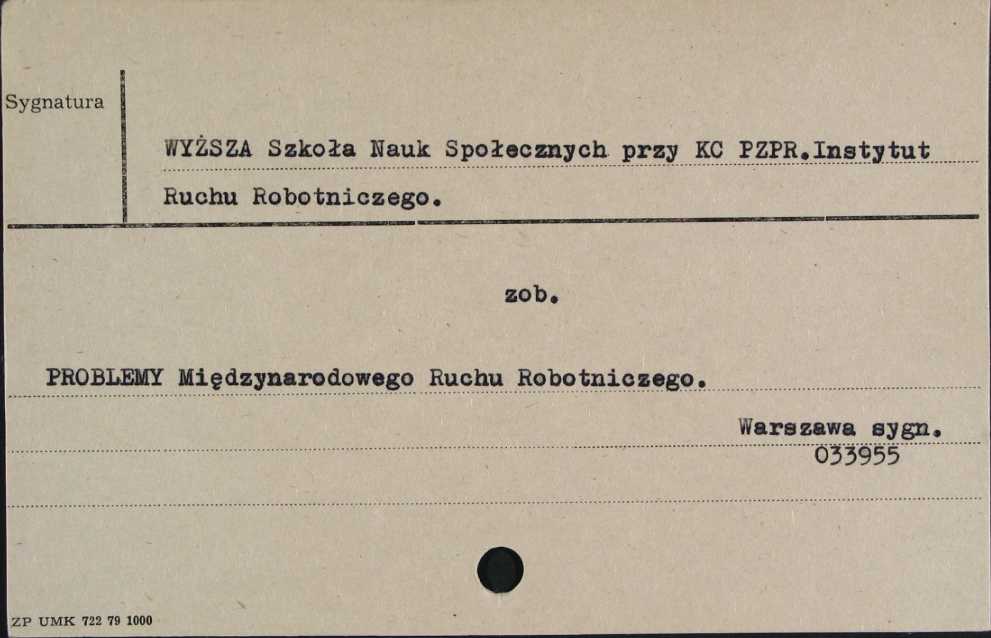 Sygnatura
WYŻSZA Szkoła Nauk Społecznych przy KC PZPR.Instytut
Ruchu Robotniczego.
zob.
PROBLEMY Międzynarodowego Ruchu Robotniczego.
Warszawa sygn.
033955
ZP UMK 722 79 1000